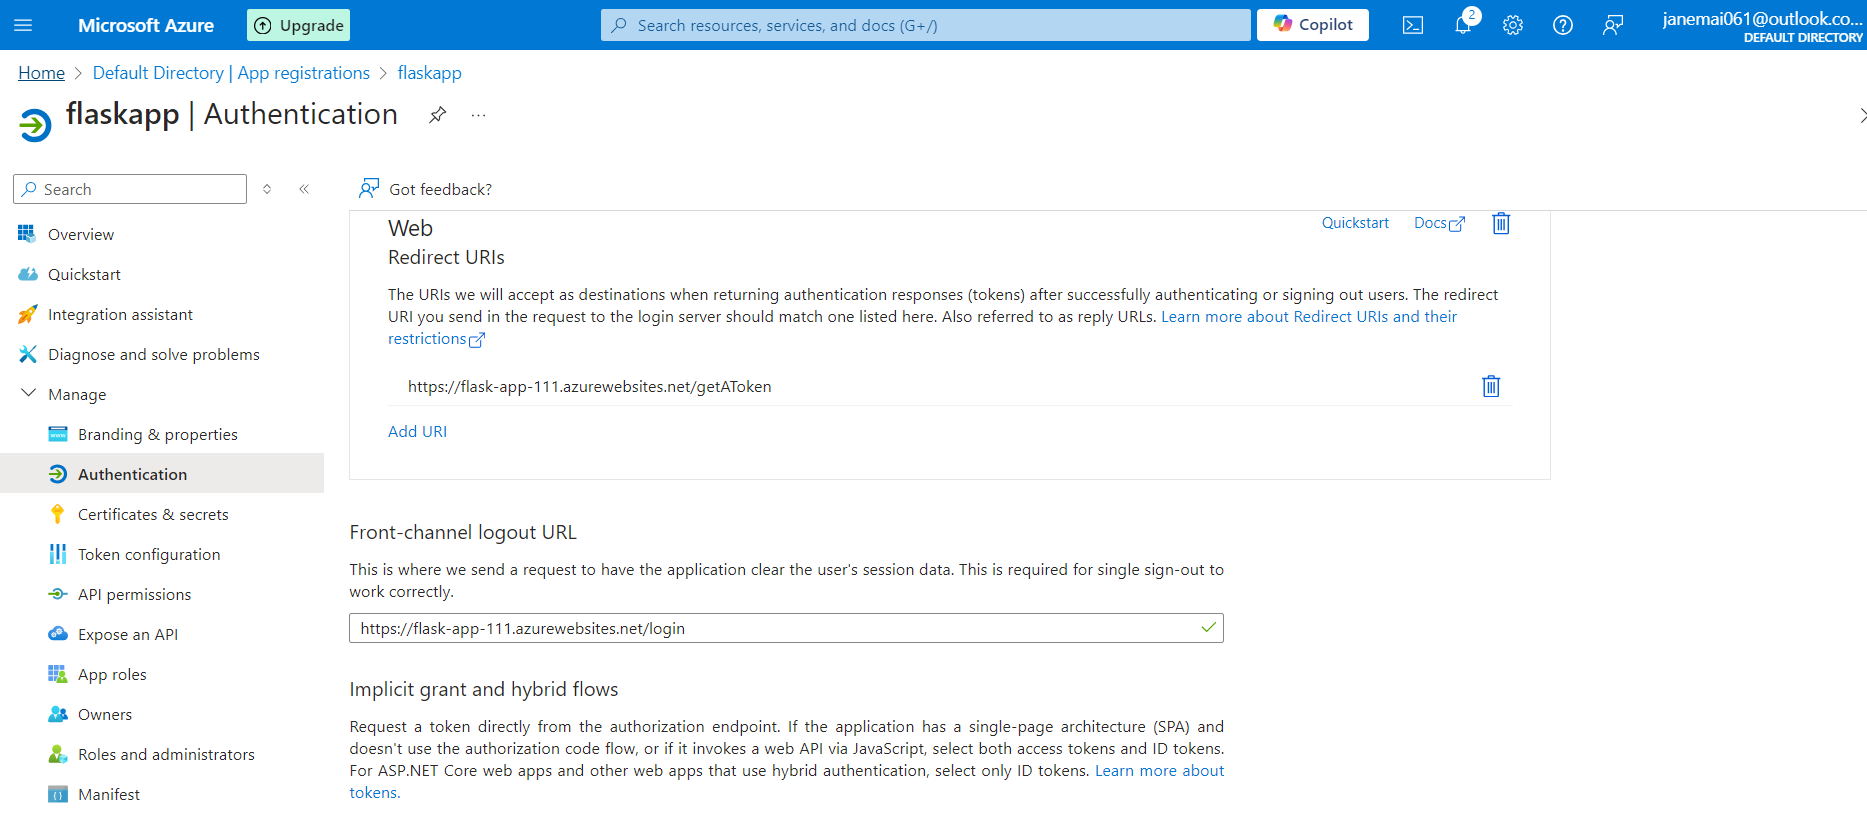 Microsoft Azure
Upgrade
Search resources, services, and docs (G+/)
Copilot
2
janemai061@outlook.co...
DEFAULT DIRECTORY
Home > Default Directory | App registrations > flaskapp
flaskapp | Authentication
...
Search
Got feedback?
Overview
Quickstart
Integration assistant
Diagnose and solve problems
Manage
Branding & properties
Authentication
Certificates & secrets
Token configuration
API permissions
Expose an API
App roles
Owners
Roles and administrators
Manifest
Web
Quickstart
Docs
Redirect URIs
The URIs we will accept as destinations when returning authentication responses (tokens) after successfully authenticating or signing out users. The redirect
URI you send in the request to the login server should match one listed here. Also referred to as reply URLs. Learn more about Redirect URIs and their
restrictions
https://flask-app-111.azurewebsites.net/getAToken
Add URI
Front-channel logout URL
This is where we send a request to have the application clear the user's session data. This is required for single sign-out to
work correctly.
https://flask-app-111.azurewebsites.net/login
Implicit grant and hybrid flows
Request a token directly from the authorization endpoint. If the application has a single-page architecture (SPA) and
doesn't use the authorization code flow, or if it invokes a web API via JavaScript, select both access tokens and ID tokens.
For ASP.NET Core web apps and other web apps that use hybrid authentication, select only ID tokens. Learn more about
tokens.